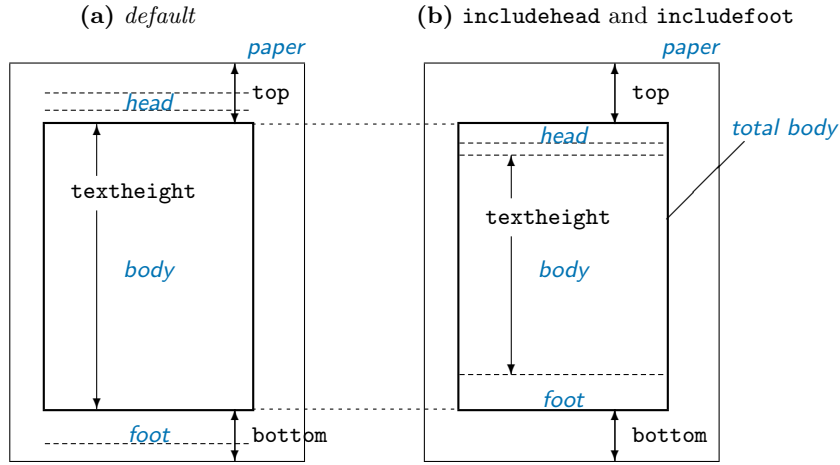 (a) default
(b) includehead and includefoot
paper
paper
top
top
head
head
total body
textheight
textheight
body
body
foot
foot
bottom
bottom